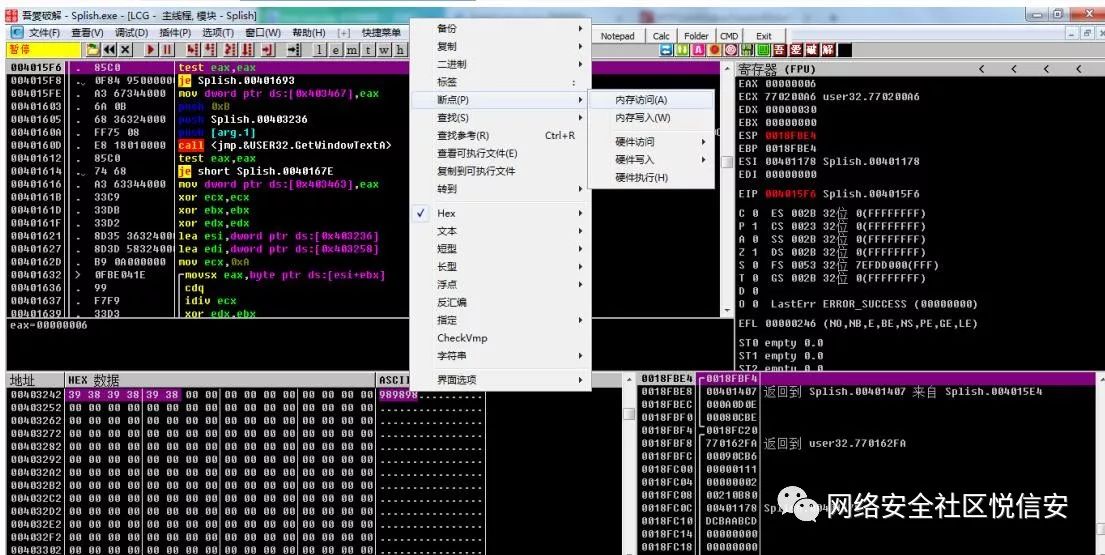 吾爱破解 - Splish.exe - [LCG - 主线程, 模块 - Splish]
文件(F) 查看(V) 调试(D) 插件(P) 选项(T) 窗口(W) 帮助(H) [+] 快捷菜单
Notepad Calc Folder CMD Exit
暂停
l e m t w h
吾 爱 破 解
004015F6 . 85C0 test eax,eax
004015F8 .. 0F84 95000000 je Splish.00401693
004015FE . A3 67344000 mov dword ptr ds:[0x403467],eax
00401603 . 6A 0B push 0xB
00401605 . 68 36324000 push Splish.00403236
0040160A . FF75 08 push [arg.1]
0040160D . E8 18010000 call <jmp.&USER32.GetWindowTextA>
00401612 . 85C0 test eax,eax
00401614 .. 74 68 je short Splish.0040167E
00401616 . A3 63344000 mov dword ptr ds:[0x403463],eax
0040161B . 33C9 xor ecx,ecx
0040161D . 33DB xor ebx,ebx
0040161F . 33D2 xor edx,edx
00401621 . 8D35 36324000 lea esi,dword ptr ds:[0x403236]
00401627 . 8D3D 58324000 lea edi,dword ptr ds:[0x403258]
0040162D . B9 0A000000 mov ecx,0xA
00401632 > 0FBE041E movsx eax,byte ptr ds:[esi+ebx]
00401636 . 99 cdq
00401637 . F7F9 idiv ecx
00401639 . 33D3 xor edx,ebx
eax=00000006
备份
复制
二进制
标签 :
断点(P)
查找(S)
查找参考(R) Ctrl+R
查看可执行文件(E)
复制到可执行文件
转到
Hex
文本
短型
长型
浮点
反汇编
指定
CheckVmp
字符串
界面选项
内存访问(A)
内存写入(W)
硬件访问
硬件写入
硬件执行(H)
寄存器 (FPU) < < < <
EAX 00000006
ECX 770200A6 user32.770200A6
EDX 00000030
EBX 00000000
ESP 0018FBE4
EBP 0018FBE4
ESI 00401178 Splish.00401178
EDI 00000000
EIP 004015F6 Splish.004015F6
C 0 ES 002B 32位 0(FFFFFFFF)
P 1 CS 0023 32位 0(FFFFFFFF)
A 0 SS 002B 32位 0(FFFFFFFF)
Z 1 DS 002B 32位 0(FFFFFFFF)
S 0 FS 0053 32位 7EFDD000(FFF)
T 0 GS 002B 32位 0(FFFFFFFF)
D 0
O 0 LastErr ERROR_SUCCESS (00000000)
EFL 00000246 (NO,NB,E,BE,NS,PE,GE,LE)
ST0 empty 0.0
ST1 empty 0.0
ST2 empty 0.0
地址 HEX 数据 ASCII
00403242 39 38 39 38 39 38 00 00 00 00 00 00 00 00 00 00 989898..........
00403252 00 00 00 00 00 00 00 00 00 00 00 00 00 00 00 00 ................
00403262 00 00 00 00 00 00 00 00 00 00 00 00 00 00 00 00 ................
00403272 00 00 00 00 00 00 00 00 00 00 00 00 00 00 00 00 ................
00403282 00 00 00 00 00 00 00 00 00 00 00 00 00 00 00 00 ................
00403292 00 00 00 00 00 00 00 00 00 00 00 00 00 00 00 00 ................
004032A2 00 00 00 00 00 00 00 00 00 00 00 00 00 00 00 00 ................
004032B2 00 00 00 00 00 00 00 00 00 00 00 00 00 00 00 00 ................
004032C2 00 00 00 00 00 00 00 00 00 00 00 00 00 00 00 00 ................
004032D2 00 00 00 00 00 00 00 00 00 00 00 00 00 00 00 00 ................
004032E2 00 00 00 00 00 00 00 00 00 00 00 00 00 00 00 00 ................
004032F2 00 00 00 00 00 00 00 00 00 00 00 00 00 00 00 00 ................
00403302 00 00 00 00 00 00 00 00 00 00 00 00 00 00 00 00 ................
0018FBE4 0018FBF4
0018FBE8 00401407 返回到 Splish.00401407 来自 Splish.004015E4
0018FBEC 000A0D0E
0018FBF0 00080CBE
0018FBF4 0018FC20
0018FBF8 770162FA 返回到 user32.770162FA
0018FBFC 00090CB6
0018FC00 00000111
0018FC04 00000002
0018FC08 00210B80
0018FC0C 00401178
0018FC10 DCBAABCD
0018FC14 00000000
0018FC18 00000000
网络安全社区悦信安